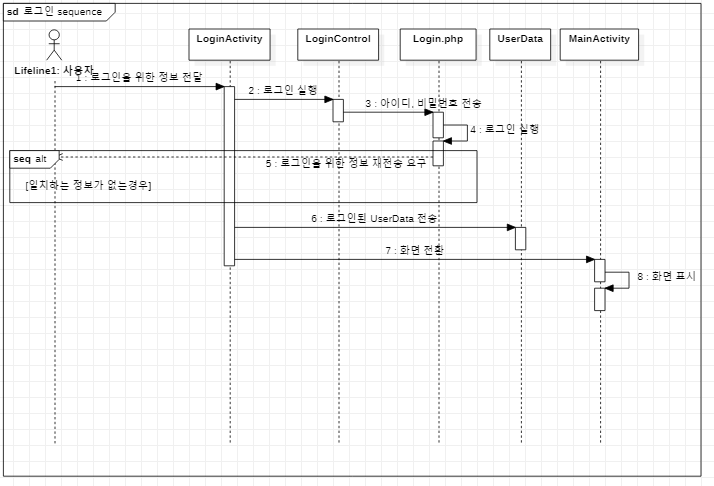 sd 로그인 sequence
LoginActivity
LoginControl
Login.php
UserData
MainActivity
Lifeline1: 사용자
1 : 로그인을 위한 정보 전달
2 : 로그인 실행
3 : 아이디, 비밀번호 전송
4 : 로그인 실행
seq alt
5 : 로그인을 위한 정보 재전송 요구
[일치하는 정보가 없는경우]
6 : 로그인된 UserData 전송
7 : 화면 전환
8 : 화면 표시